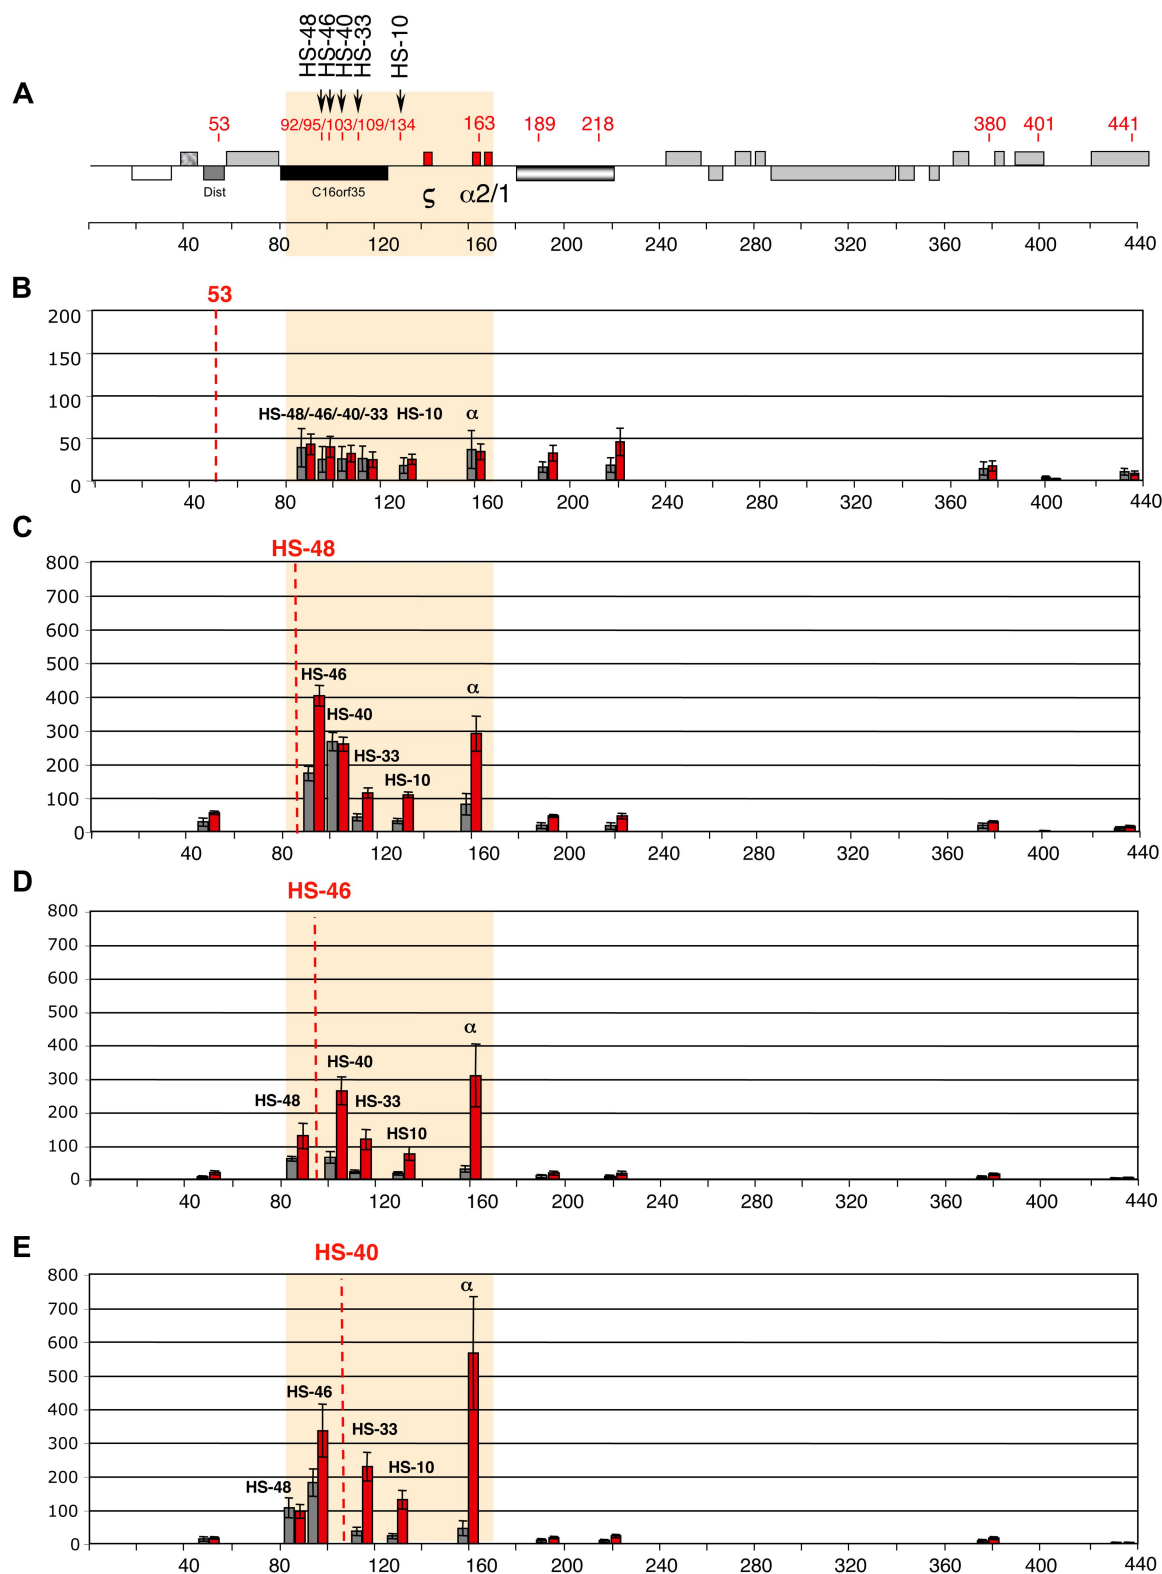 HS-48
HS-46
HS-40
HS-33
HS-10
A
53 92/95/103/109/134 163 189 218 380 401 441
Dist C16orf35
ς α2/1
40 80 120 160 200 240 280 320 360 400 440
B
53
200
150
100
50
0
HS-48/-46/-40/-33 HS-10 α
40 80 120 160 200 240 280 320 360 400 440
C
HS-48
800
700
600
500
400
300
200
100
0
HS-46
α
HS-40
HS-33
HS-10
40 80 120 160 200 240 280 320 360 400 440
D
HS-46
800
700
600
500
400
300
200
100
0
α
HS-40
HS-48 HS-33
HS10
40 80 120 160 200 240 280 320 360 400 440
E
HS-40
800
700
600
500
400
300
200
100
0
α
HS-46
HS-33
HS-10
HS-48
40 80 120 160 200 240 280 320 360 400 440